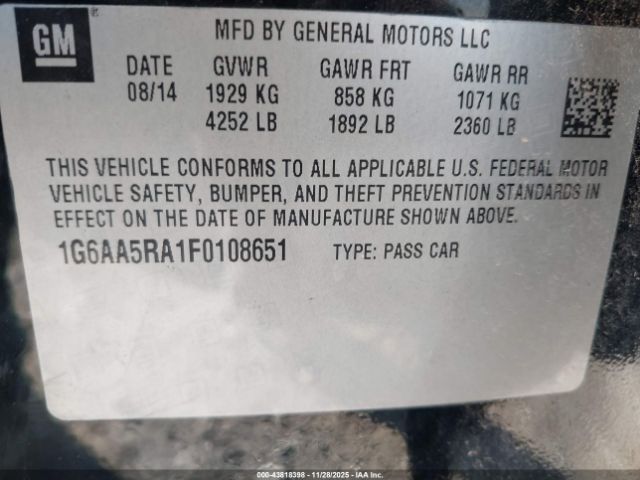 GM
MFD BY GENERAL MOTORS LLC
DATE GVWR GAWR FRT GAWR RR
08/14 1929 KG 858 KG 1071 KG
4252 LB 1892 LB 2360 LB
THIS VEHICLE CONFORMS TO ALL APPLICABLE U.S. FEDERAL MOTOR
VEHICLE SAFETY, BUMPER, AND THEFT PREVENTION STANDARDS IN
EFFECT ON THE DATE OF MANUFACTURE SHOWN ABOVE.
1G6AA5RA1F0108651 TYPE: PASS CAR
000-43818398 - 11/28/2025 - IAAI.CA